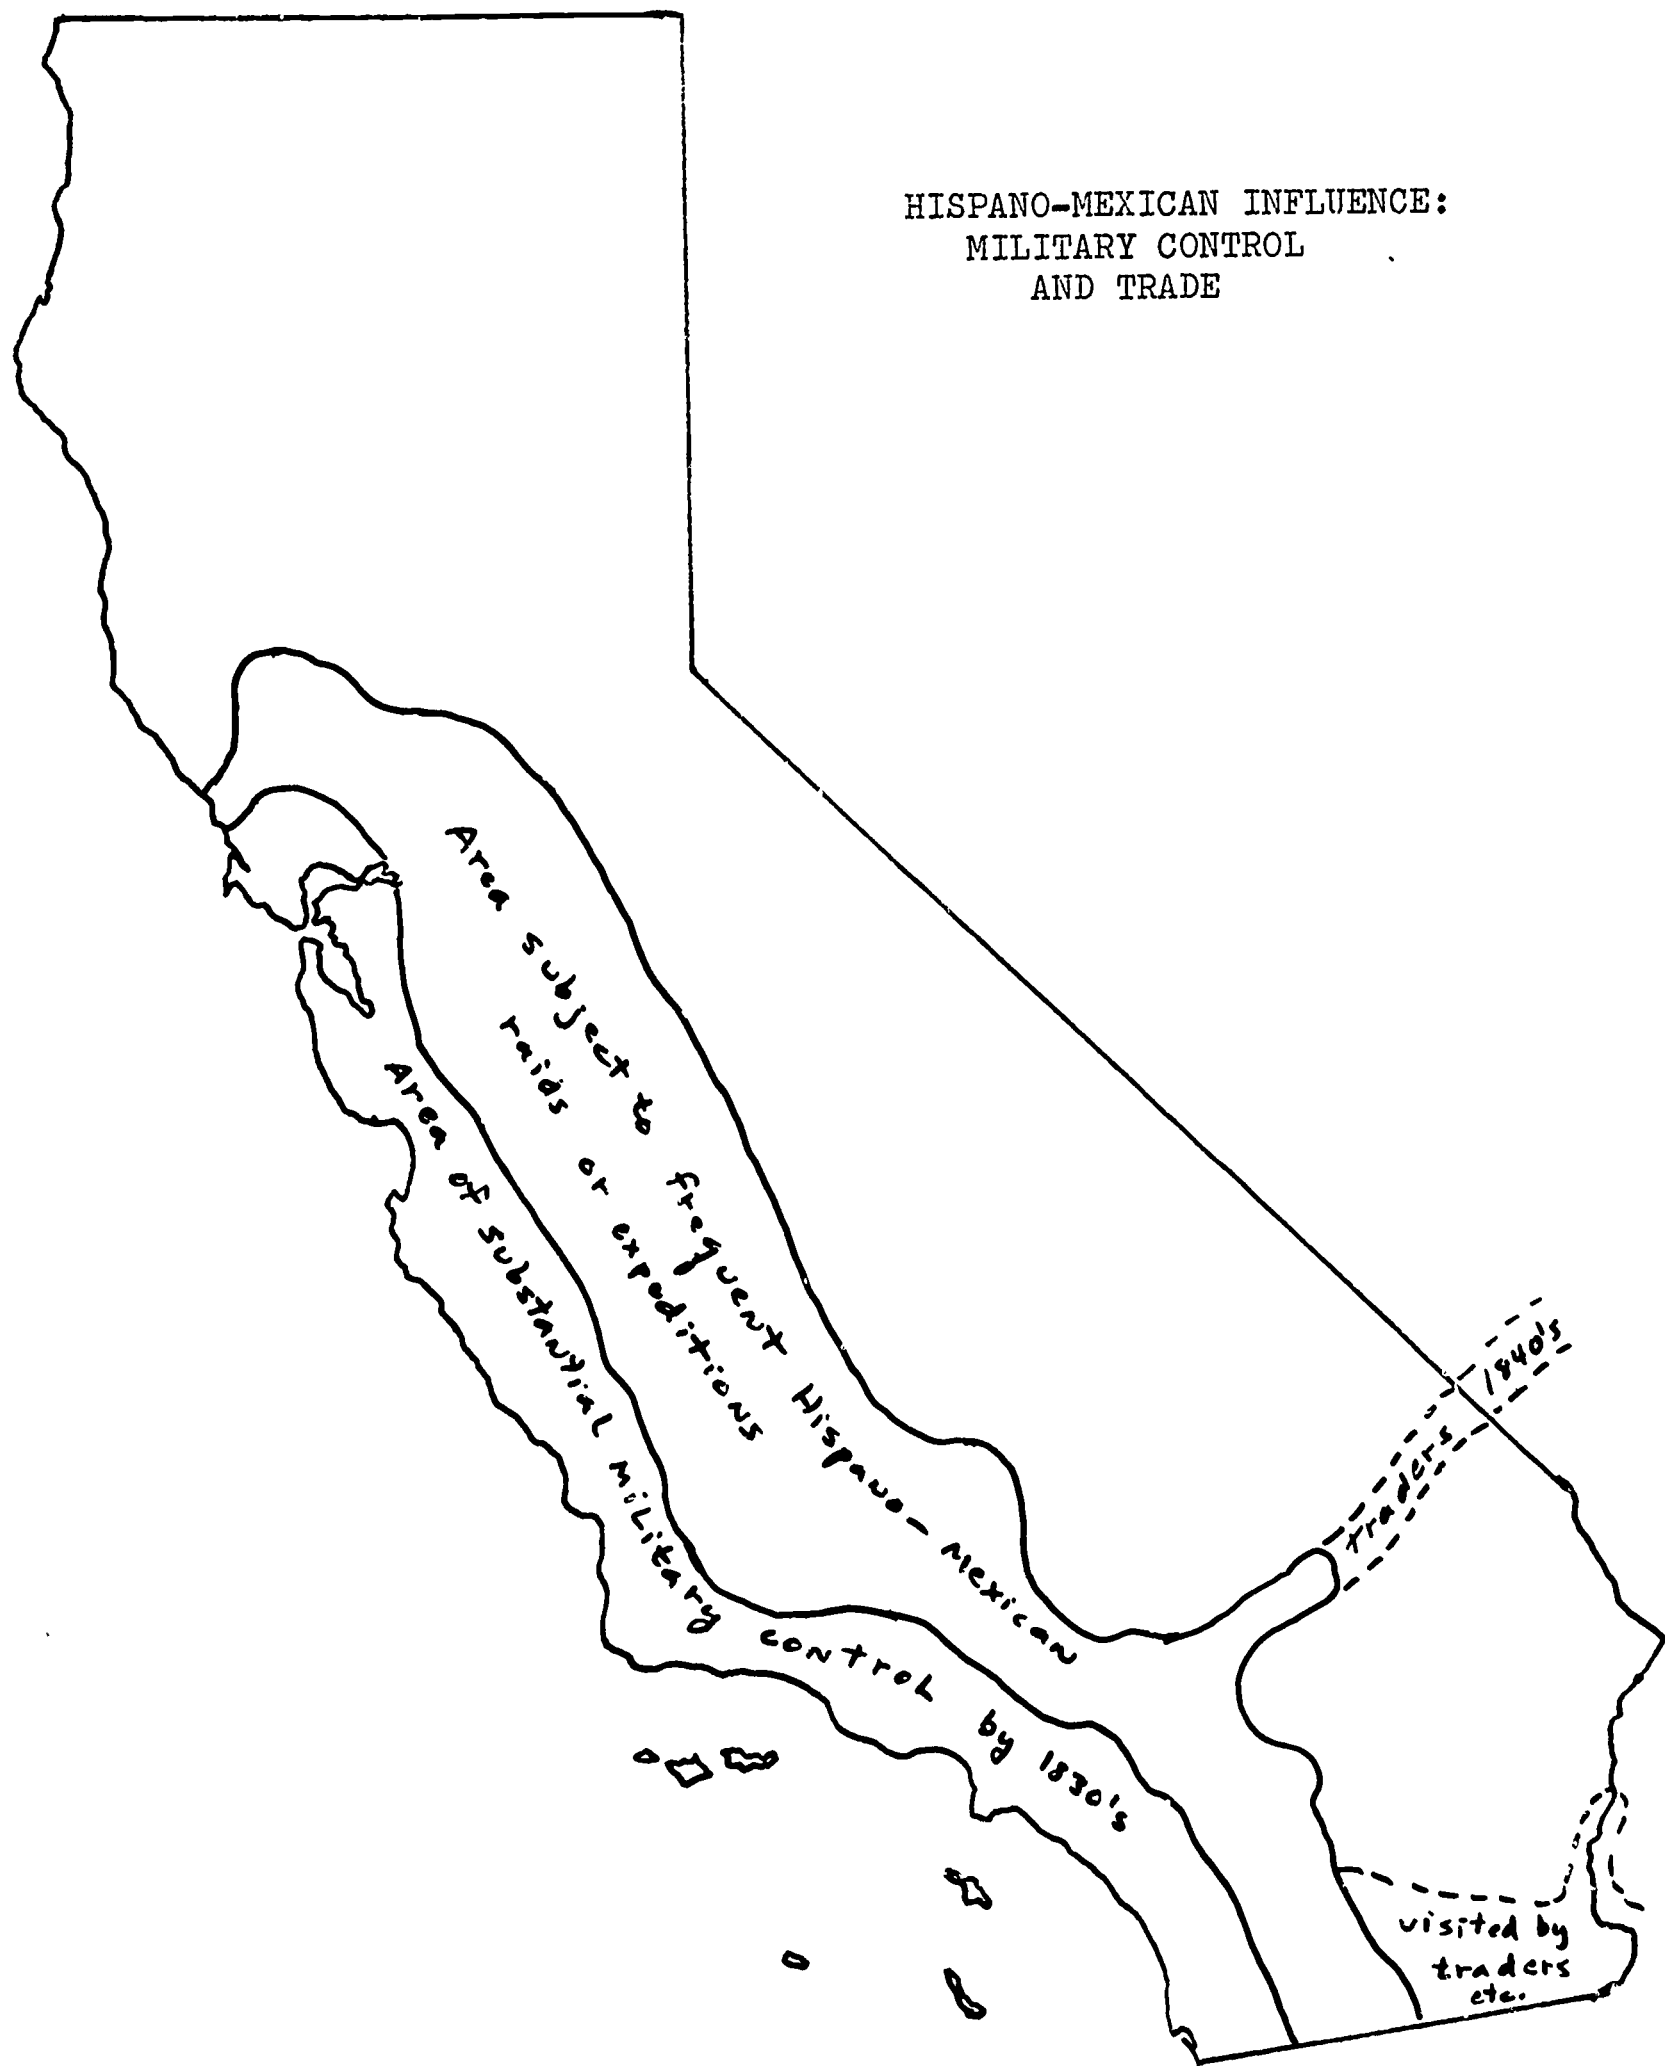 HISPANO-MEXICAN INFLUENCE:
MILITARY CONTROL
AND TRADE
Area subject to frequent Hispano-Mexican
raids or expeditions
Area of substantial military control by 1830's
traders 1840's
visited by
traders
etc.